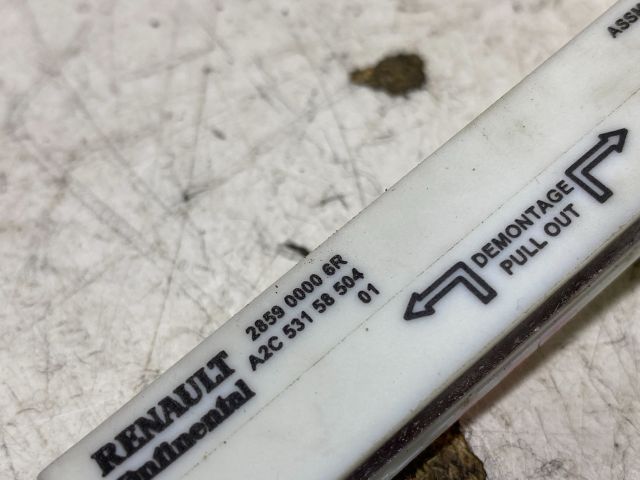 RENAULT
Continental
2859 0000 6R
A2C 531 58 504
01
DEMONTAGE
PULL OUT